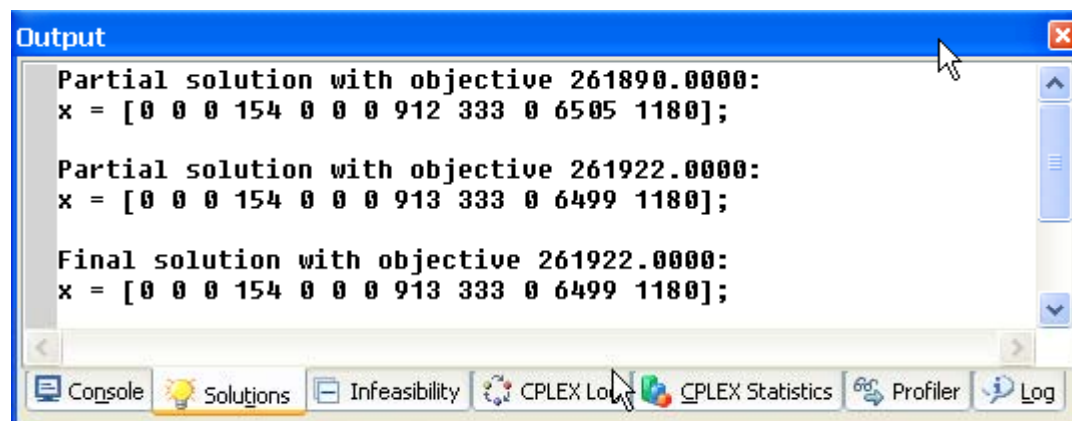 Output
Partial solution with objective 261890.0000:
x = [0 0 0 154 0 0 0 912 333 0 6505 1180];
Partial solution with objective 261922.0000:
x = [0 0 0 154 0 0 0 913 333 0 6499 1180];
Final solution with objective 261922.0000:
x = [0 0 0 154 0 0 0 913 333 0 6499 1180];
Console Solutions Infeasibility CPLEX Log CPLEX Statistics Profiler Log